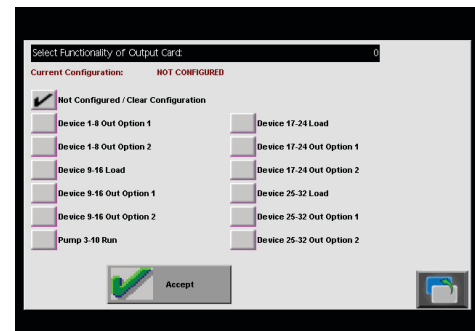 Select Functionality of Output Card: 0
Current Configuration: NOT CONFIGURED
Not Configured / Clear Configuration
Device 1-8 Out Option 1
Device 1-8 Out Option 2
Device 9-16 Load
Device 9-16 Out Option 1
Device 9-16 Out Option 2
Pump 3-10 Run
Device 17-24 Load
Device 17-24 Out Option 1
Device 17-24 Out Option 2
Device 25-32 Load
Device 25-32 Out Option 1
Device 25-32 Out Option 2
Accept